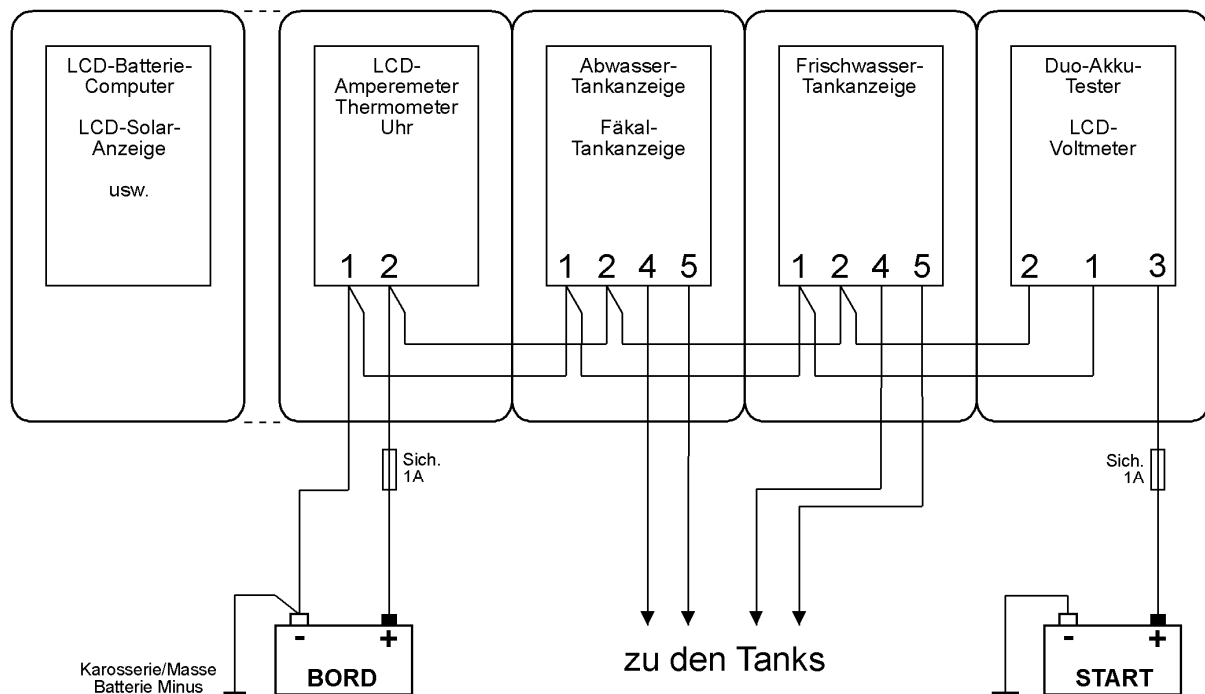 LCD-Batterie-
Computer
LCD-Solar-
Anzeige
usw.
LCD-
Amperemeter
Thermometer
Uhr
1 2
Abwasser-
Tankanzeige
Fäkal-
Tankanzeige
1 2 4 5
Frischwasser-
Tankanzeige
1 2 4 5
Duo-Akku-
Tester
LCD-
Voltmeter
2 1 3
Sich.
1A
Sich.
1A
Karosserie/Masse
Batterie Minus
- +
BORD
zu den Tanks
- +
START